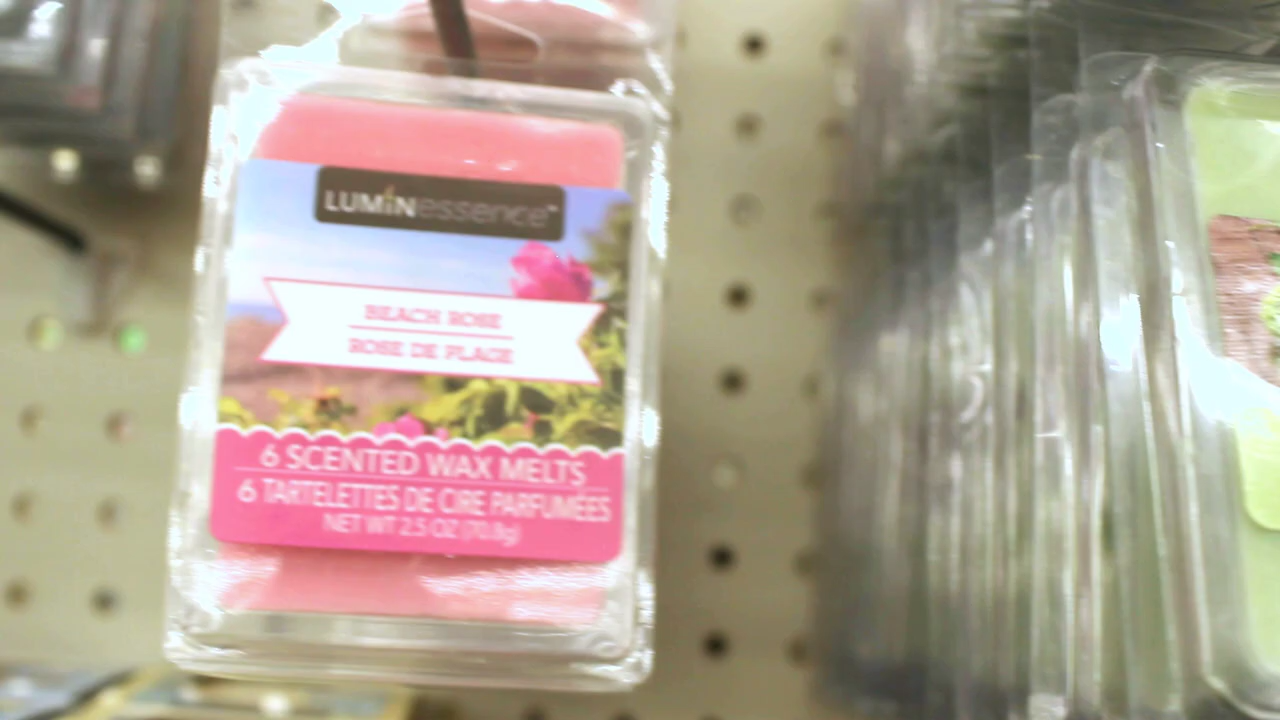 LUMINessence™
BEACH ROSE
ROSE DE PLAGE
6 SCENTED WAX MELTS
6 TARTELETTES DE CIRE PARFUMÉES
NET WT 2.5 OZ (70.8g)